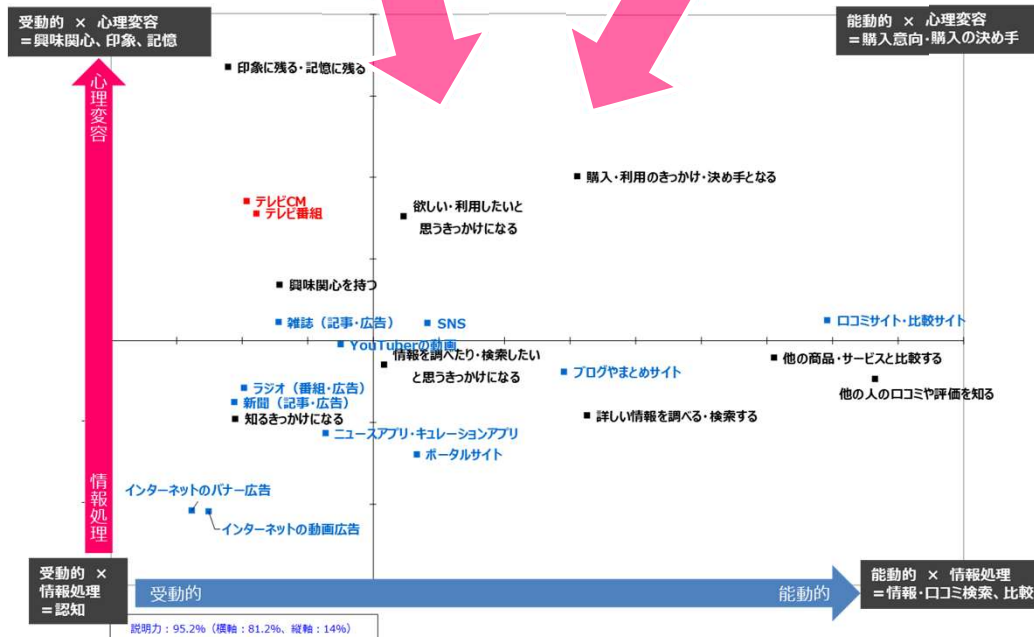 受動的 × 心理変容
＝興味関心、印象、記憶
能動的 × 心理変容
＝購入意向・購入の決め手
心理変容
印象に残る・記憶に残る
購入・利用のきっかけ・決め手となる
テレビCM
テレビ番組
欲しい・利用したいと
思うきっかけになる
興味関心を持つ
雑誌（記事・広告）
SNS
口コミサイト・比較サイト
YouTuberの動画
情報を調べたり・検索したい
と思うきっかけになる
他の商品・サービスと比較する
ブログやまとめサイト
他の人の口コミや評価を知る
ラジオ（番組・広告）
新聞（記事・広告）
知るきっかけになる
詳しい情報を調べる・検索する
ニュースアプリ・キュレーションアプリ
ポータルサイト
情報処理
インターネットのバナー広告
インターネットの動画広告
受動的 ×
情報処理
＝認知
受動的
能動的
能動的 × 情報処理
＝情報・口コミ検索、比較
説明力：95.2%（横軸：81.2%、縦軸：14%）